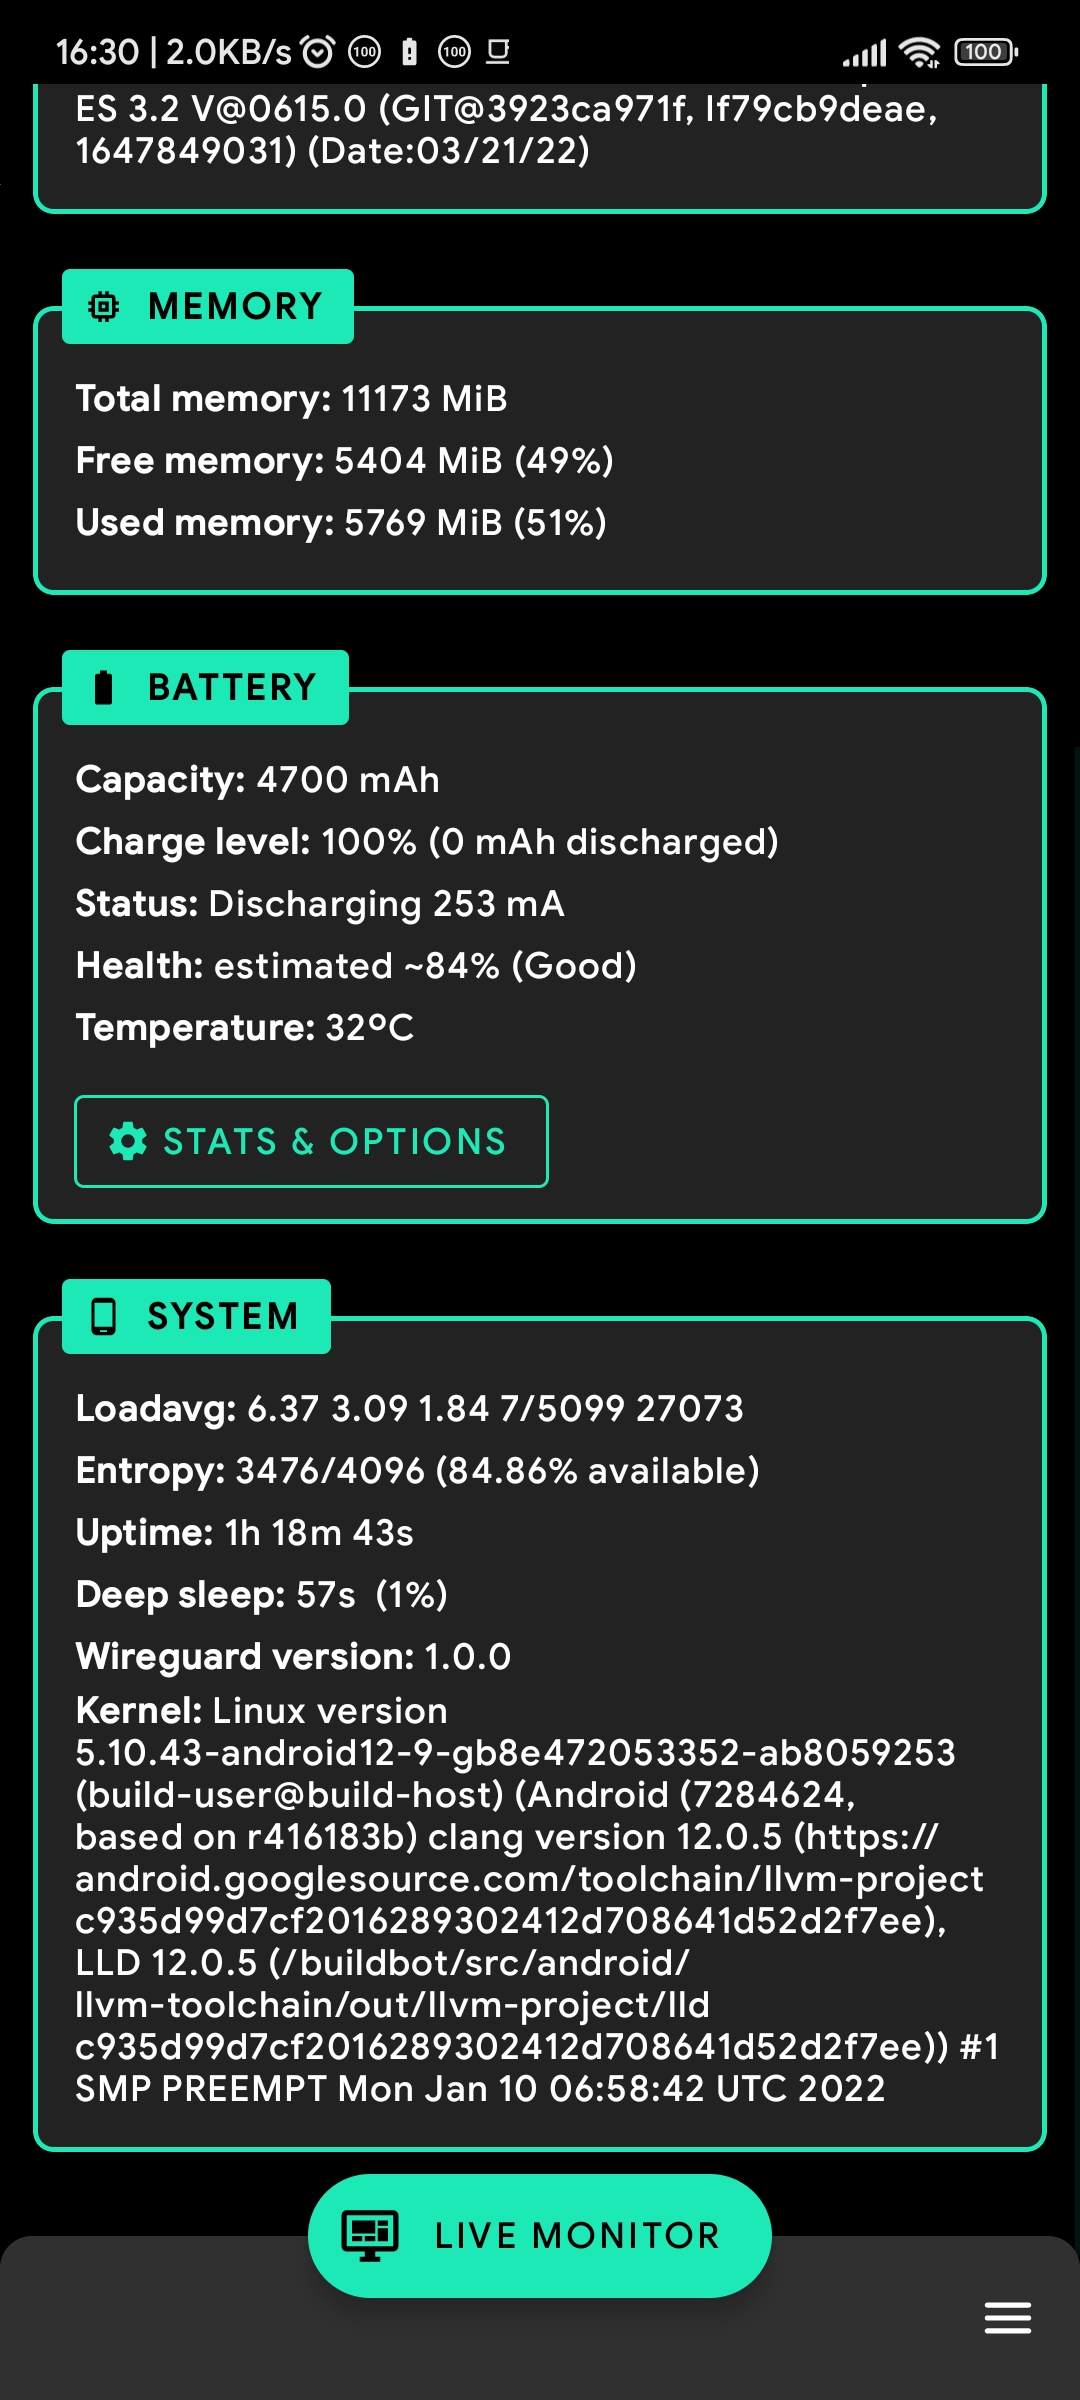 16:30 | 2.0KB/s 100 100 100
ES 3.2 V@0615.0 (GIT@3923ca971f, If79cb9deae,
1647849031) (Date:03/21/22)
MEMORY
Total memory: 11173 MiB
Free memory: 5404 MiB (49%)
Used memory: 5769 MiB (51%)
BATTERY
Capacity: 4700 mAh
Charge level: 100% (0 mAh discharged)
Status: Discharging 253 mA
Health: estimated ~84% (Good)
Temperature: 32ºC
STATS & OPTIONS
SYSTEM
Loadavg: 6.37 3.09 1.84 7/5099 27073
Entropy: 3476/4096 (84.86% available)
Uptime: 1h 18m 43s
Deep sleep: 57s  (1%)
Wireguard version: 1.0.0
Kernel: Linux version
5.10.43-android12-9-gb8e472053352-ab8059253
(build-user@build-host) (Android (7284624,
based on r416183b) clang version 12.0.5 (https://
android.googlesource.com/toolchain/llvm-project
c935d99d7cf2016289302412d708641d52d2f7ee),
LLD 12.0.5 (/buildbot/src/android/
llvm-toolchain/out/llvm-project/lld
c935d99d7cf2016289302412d708641d52d2f7ee)) #1
SMP PREEMPT Mon Jan 10 06:58:42 UTC 2022
LIVE MONITOR